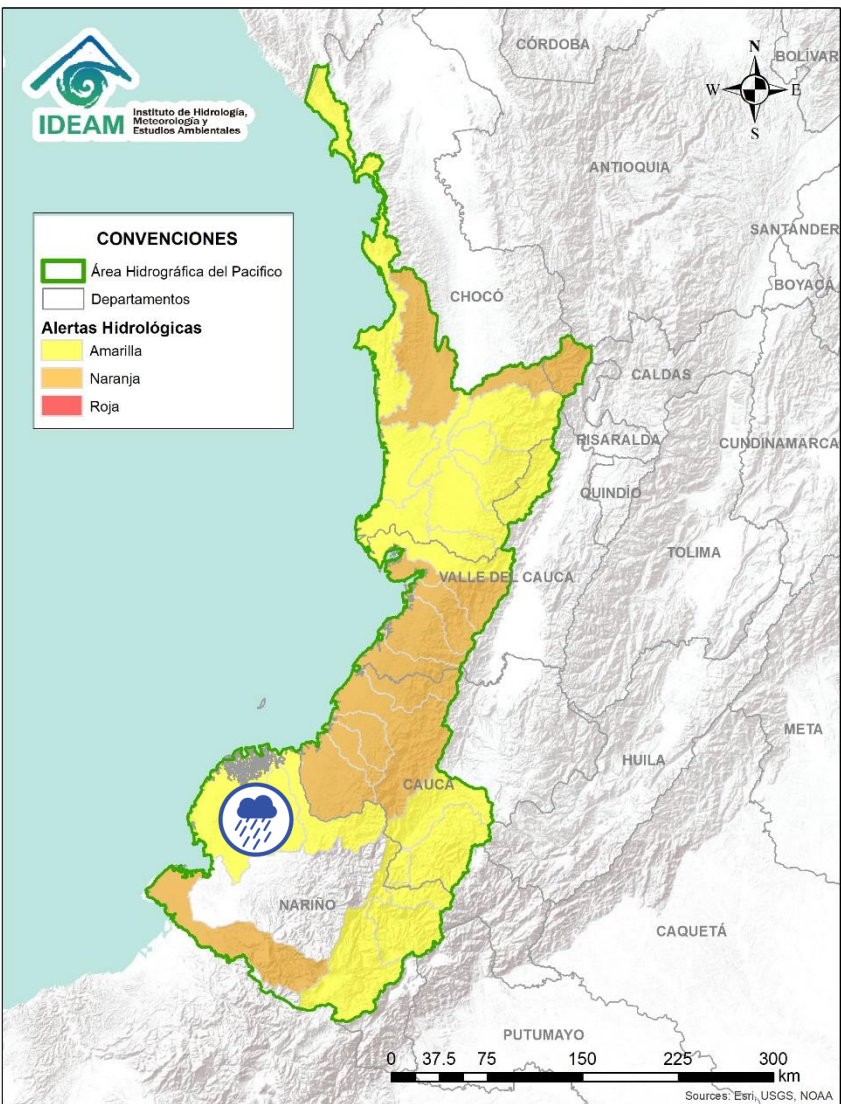 IDEAM
Instituto de Hidrología,
Meteorología y
Estudios Ambientales
CÓRDOBA
BOLÍVAR
N
W
E
S
ANTIOQUIA
SANTANDER
BOYACÁ
CONVENCIONES
Área Hidrográfica del Pacifico
Departamentos
Alertas Hidrológicas
Amarilla
Naranja
Roja
CHOCÓ
CALDAS
RISARALDA
CUNDINAMARCA
QUINDÍO
TOLIMA
VALLE DEL CAUCA
META
HUILA
CAUCA
NARIÑO
CAQUETÁ
PUTUMAYO
0 37.5 75 150 225 300
km
Sources: Esri, USGS, NOAA